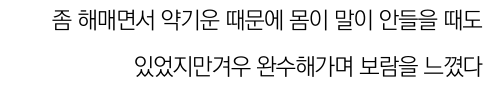 좀 해매면서 약기운 때문에 몸이 말이 안들을 때도
있었지만겨우 완수해가며 보람을 느꼈다